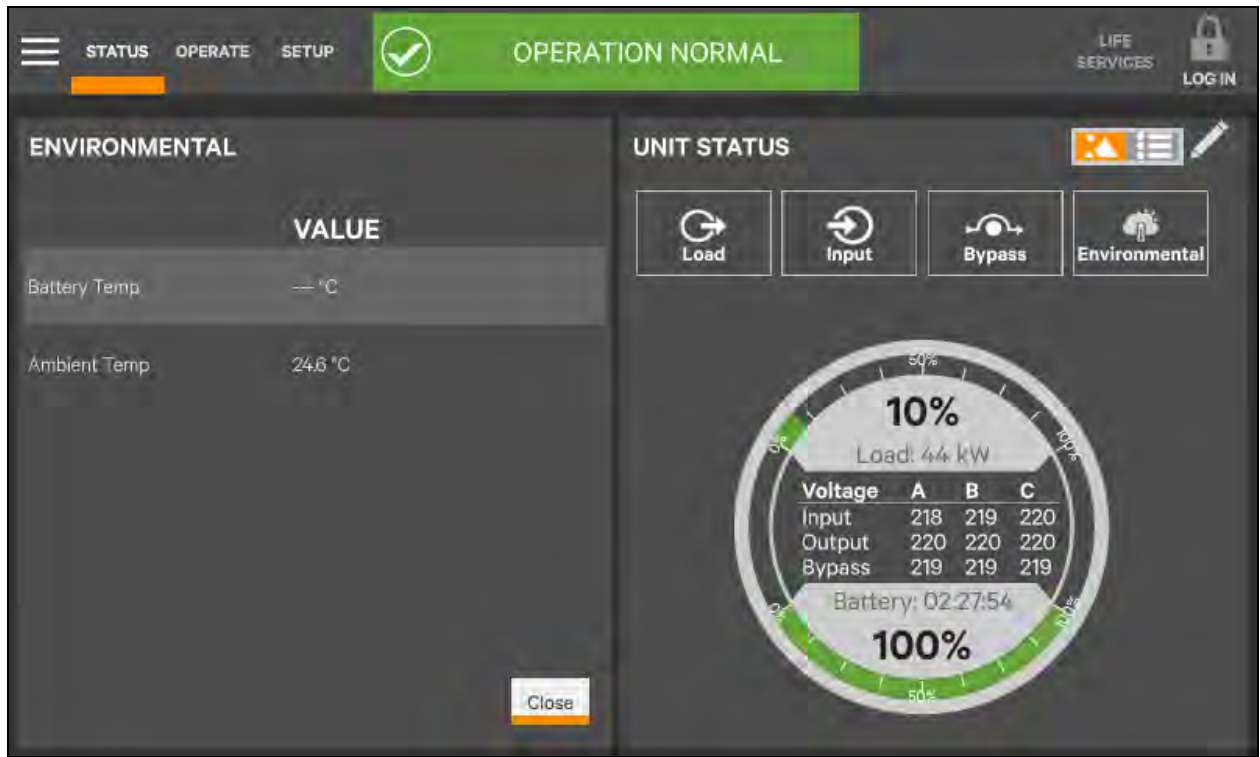 STATUS OPERATE SETUP
OPERATION NORMAL
LIFE
SERVICES
LOG IN
ENVIRONMENTAL
VALUE
Battery Temp --- °C
Ambient Temp 24.6 °C
Close
UNIT STATUS
Load Input Bypass Environmental
50%
0% 100%
10%
Load: 44 kW
Voltage A B C
Input 218 219 220
Output 220 220 220
Bypass 219 219 219
Battery: 02:27:54
0% 100%
100%
50%